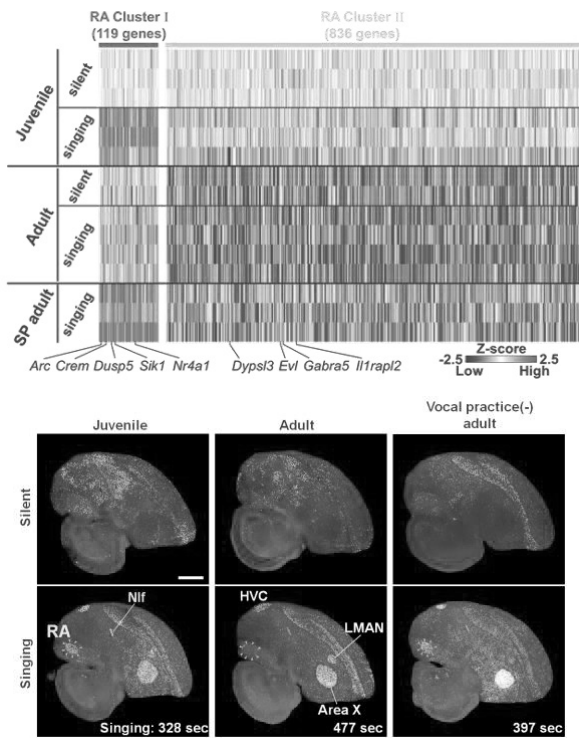 RA Cluster I
(119 genes)
RA Cluster II
(836 genes)
Juvenile
silent
singing
Adult
silent
singing
SP adult
singing
Arc Crem Dusp5 Sik1 Nr4a1
Dypsl3 Evl Gabra5 Il1rapl2
Z-score
-2.5 2.5
Low High
Juvenile
Adult
Vocal practice(-)
adult
Silent
Singing
RA
Nlf
HVC
LMAN
Area X
Singing: 328 sec
477 sec
397 sec